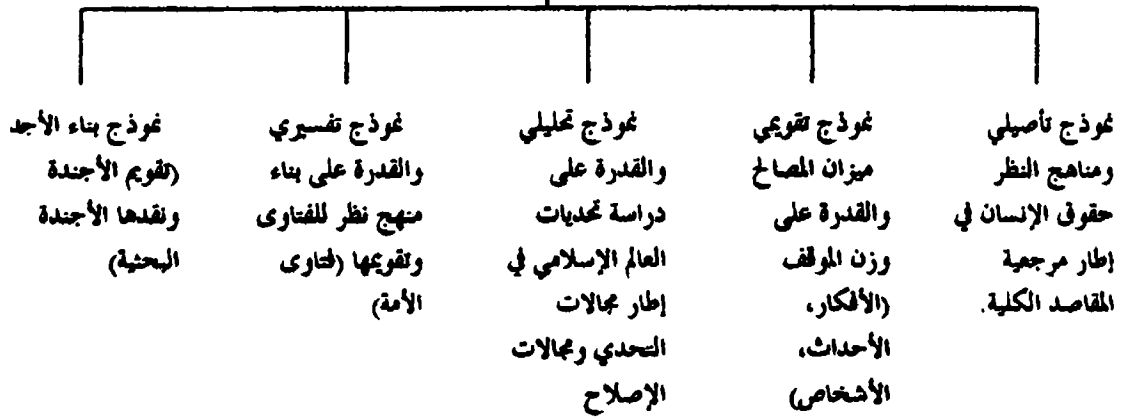 نموذج تأصيلي
ومناهج النظر
حقوق الإنسان في
إطار مرجعية
المقاصد الكلية.
نموذج تقويمي
ميزان المصالح
والقدرة على
وزن الموقف
(الأفكار،
الأحداث،
الأشخاص)
نموذج تحليلي
والقدرة على
دراسة تحديات
العالم الإسلامي في
إطار مجالات
التحدي ومجالات
الإصلاح
نموذج تفسيري
والقدرة على بناء
منهج نظر للفتاوى
وتقويمها (فتاوى
الأمة)
نموذج بناء الأجد
(تقويم الأجندة
ونقدها الأجندة
البحثية)